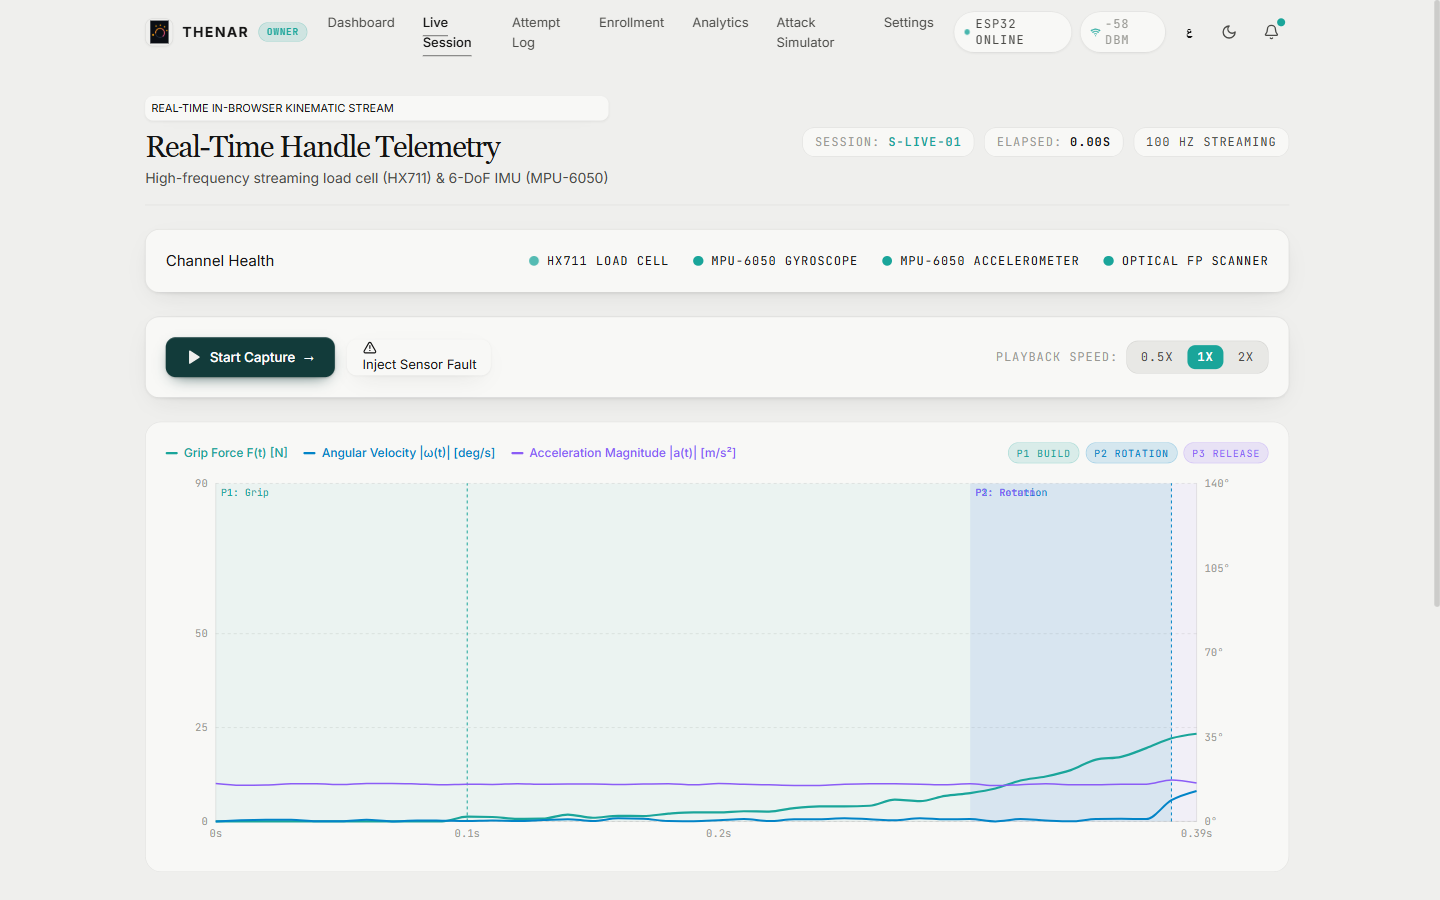 THENAR OWNER Dashboard Live Session Attempt Log Enrollment Analytics Attack Simulator Settings ESP32 ONLINE -58 DBM ع
REAL-TIME IN-BROWSER KINEMATIC STREAM
Real-Time Handle Telemetry
High-frequency streaming load cell (HX711) & 6-DoF IMU (MPU-6050)
SESSION: S-LIVE-01 ELAPSED: 0.00S 100 HZ STREAMING
Channel Health HX711 LOAD CELL MPU-6050 GYROSCOPE MPU-6050 ACCELEROMETER OPTICAL FP SCANNER
Start Capture → Inject Sensor Fault PLAYBACK SPEED: 0.5X 1X 2X
Grip Force F(t) [N] Angular Velocity |ω(t)| [deg/s] Acceleration Magnitude |a(t)| [m/s²] P1 BUILD P2 ROTATION P3 RELEASE
90 P1: Grip 140°
105°
50
70°
25
35°
0 0°
0s 0.1s 0.2s 0.39s